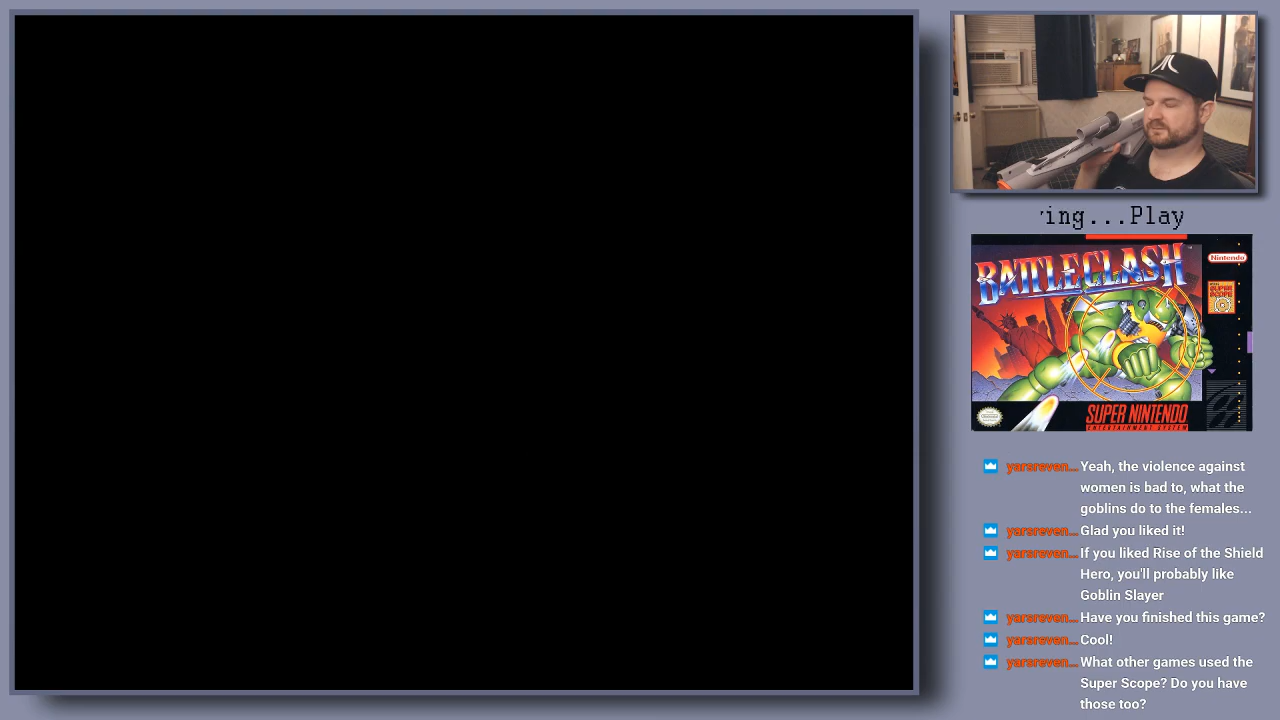 ing...Play
BATTLECLASH
Nintendo
SUPER
SCOPE
SUPER NINTENDO
ENTERTAINMENT SYSTEM
yarsreven... Yeah, the violence against
women is bad to, what the
goblins do to the females...
yarsreven... Glad you liked it!
yarsreven... If you liked Rise of the Shield
Hero, you'll probably like
Goblin Slayer
yarsreven... Have you finished this game?
yarsreven... Cool!
yarsreven... What other games used the
Super Scope? Do you have
those too?